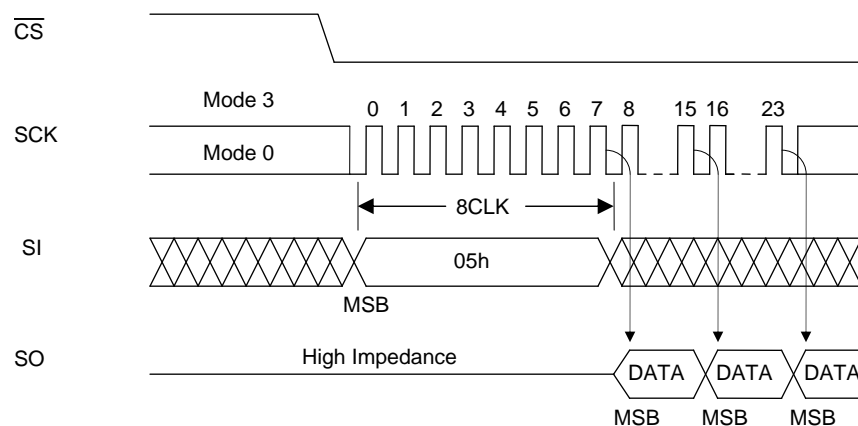 CS
Mode 3
0 1 2 3 4 5 6 7 8 15 16 23
SCK
Mode 0
8CLK
SI
05h
MSB
SO
High Impedance
DATA DATA DATA
MSB MSB MSB